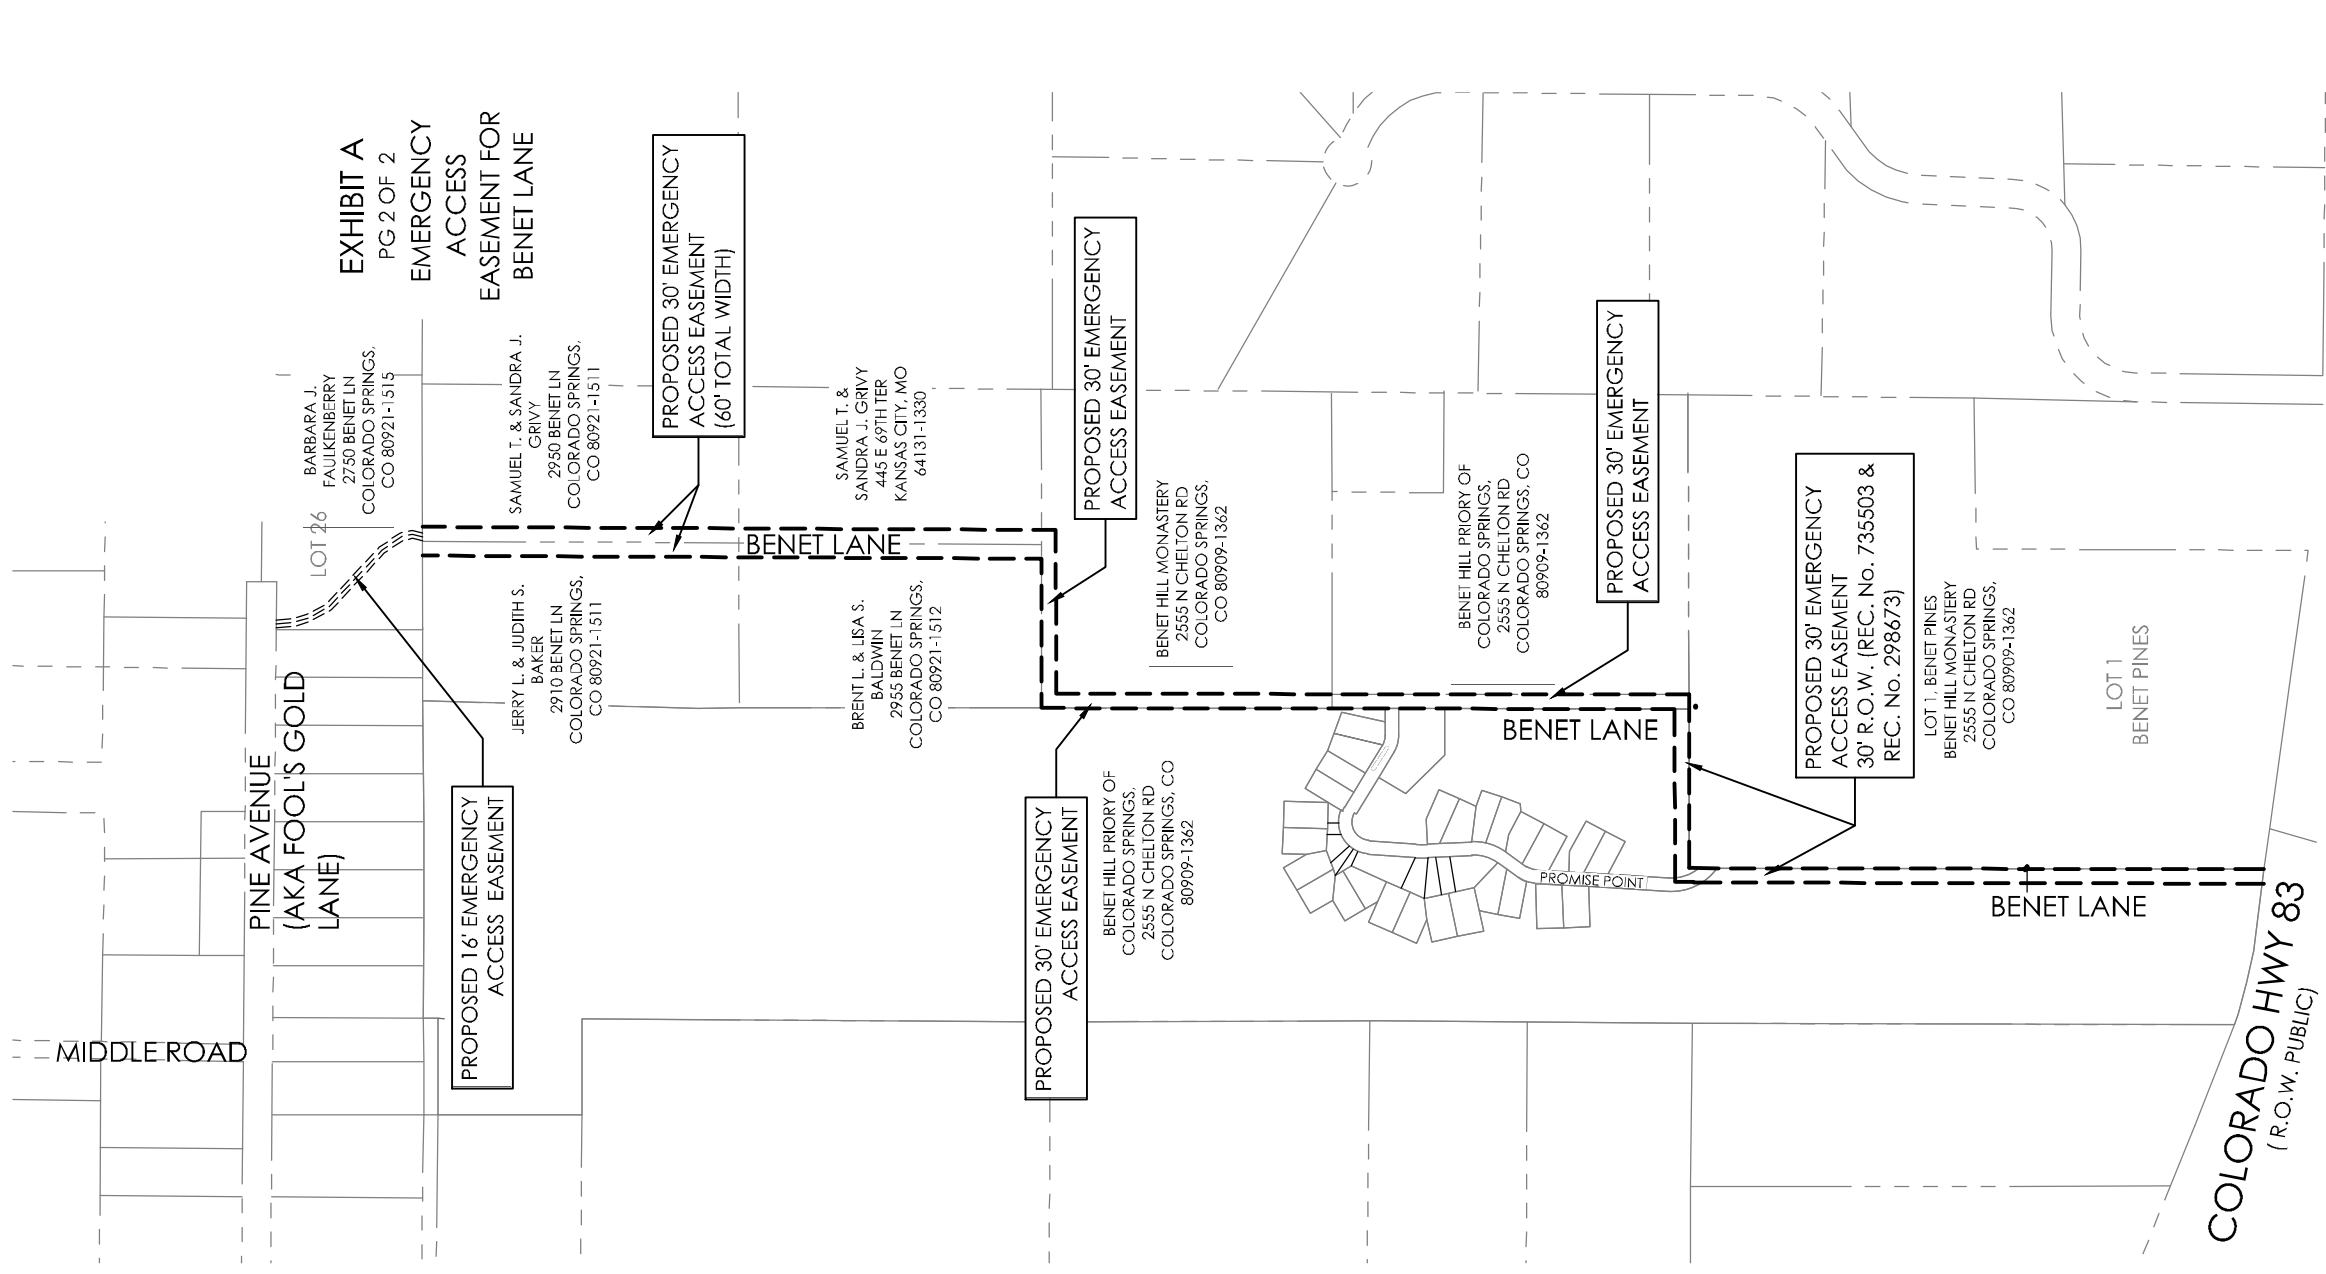 EXHIBIT A
PG 2 OF 2
EMERGENCY
ACCESS
EASEMENT FOR
BENET LANE
BARBARA J.
FAULKENBERRY
2750 BENET LN
COLORADO SPRINGS,
CO 80921-1515
LOT 26
SAMUEL T. & SANDRA J.
GRIVY
2950 BENET LN
COLORADO SPRINGS,
CO 80921-1511
PROPOSED 30' EMERGENCY
ACCESS EASEMENT
(60' TOTAL WIDTH)
SAMUEL T. &
SANDRA J. GRIVY
445 E 69TH TER
KANSAS CITY, MO
64131-1330
PROPOSED 30' EMERGENCY
ACCESS EASEMENT
BENET HILL MONASTERY
2555 N CHELTON RD
COLORADO SPRINGS,
CO 80909-1362
BENET HILL PRIORY OF
COLORADO SPRINGS,
2555 N CHELTON RD
COLORADO SPRINGS, CO
80909-1362
PROPOSED 30' EMERGENCY
ACCESS EASEMENT
PROPOSED 30' EMERGENCY
ACCESS EASEMENT
30' R.O.W. (REC. No. 735503 &
REC. No. 298673)
LOT 1, BENET PINES
BENET HILL MONASTERY
2555 N CHELTON RD
COLORADO SPRINGS,
CO 80909-1362
LOT 1
BENET PINES
BENET LANE
JERRY L. & JUDITH S.
BAKER
2910 BENET LN
COLORADO SPRINGS,
CO 80921-1511
BRENT L. & LISA S.
BALDWIN
2955 BENET LN
COLORADO SPRINGS,
CO 80921-1512
BENET LANE
PINE AVENUE
(AKA FOOL'S GOLD
LANE)
PROPOSED 16' EMERGENCY
ACCESS EASEMENT
PROPOSED 30' EMERGENCY
ACCESS EASEMENT
BENET HILL PRIORY OF
COLORADO SPRINGS,
2555 N CHELTON RD
COLORADO SPRINGS, CO
80909-1362
PROMISE POINT
BENET LANE
MIDDLE ROAD
COLORADO HWY 83
( R.O.W. PUBLIC)